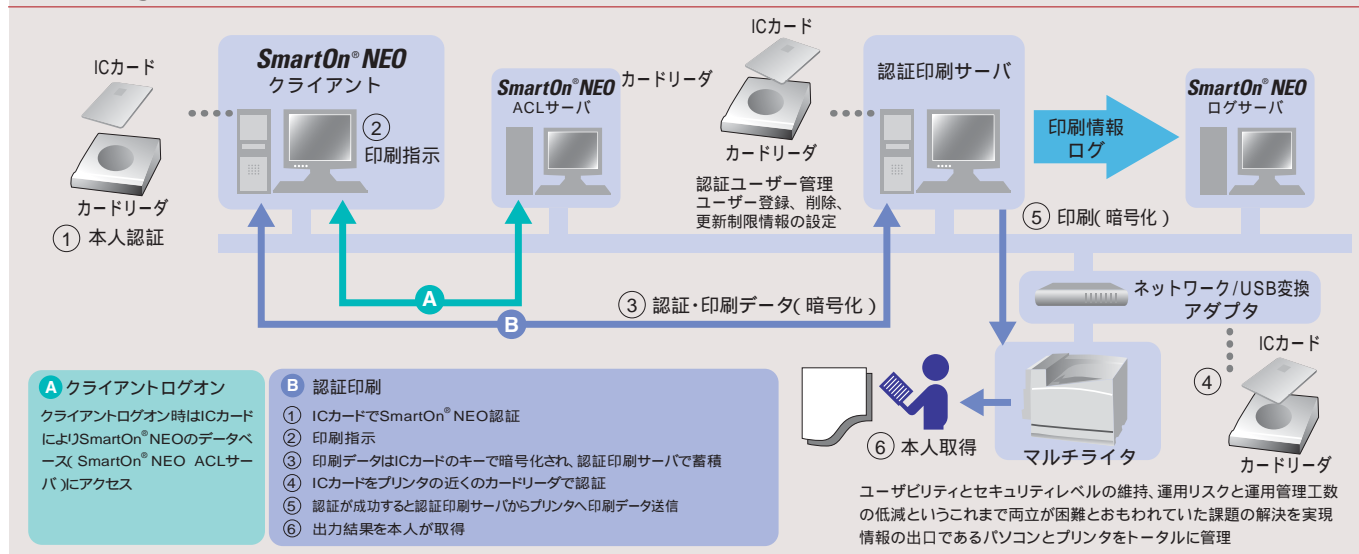 ICカード
カードリーダ
① 本人認証
SmartOn® NEO
クライアント
②
印刷指示
SmartOn® NEO
ACLサーバ
カードリーダ
ICカード
カードリーダ
認証ユーザー管理
ユーザー登録、削除、
更新制限情報の設定
認証印刷サーバ
印刷情報
ログ
SmartOn® NEO
ログサーバ
⑤ 印刷( 暗号化 )
A
B
③ 認証・印刷データ( 暗号化 )
ネットワーク/USB変換
アダプタ
ICカード
④
カードリーダ
マルチライタ
⑥ 本人取得
A クライアントログオン
クライアントログオン時はICカード
によりSmartOn® NEOのデータベ
ース( SmartOn® NEO ACLサー
バ )にアクセス
B 認証印刷
① ICカードでSmartOn® NEO認証
② 印刷指示
③ 印刷データはICカードのキーで暗号化され、認証印刷サーバで蓄積
④ ICカードをプリンタの近くのカードリーダで認証
⑤ 認証が成功すると認証印刷サーバからプリンタへ印刷データ送信
⑥ 出力結果を本人が取得
ユーザビリティとセキュリティレベルの維持、運用リスクと運用管理工数
の低減というこれまで両立が困難とおもわれていた課題の解決を実現
情報の出口であるパソコンとプリンタをトータルに管理